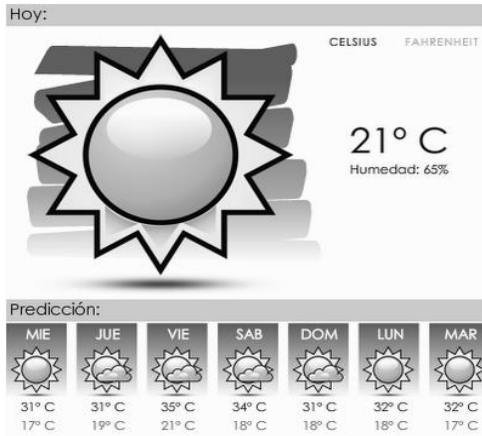 Hoy:
CELSIUS FAHRENHEIT
21° C
Humedad: 65%
Predicción:
MIE JUE VIE SAB DOM LUN MAR
31° C 31° C 35° C 34° C 31° C 32° C 32° C
17° C 19° C 21° C 18° C 18° C 18° C 17° C